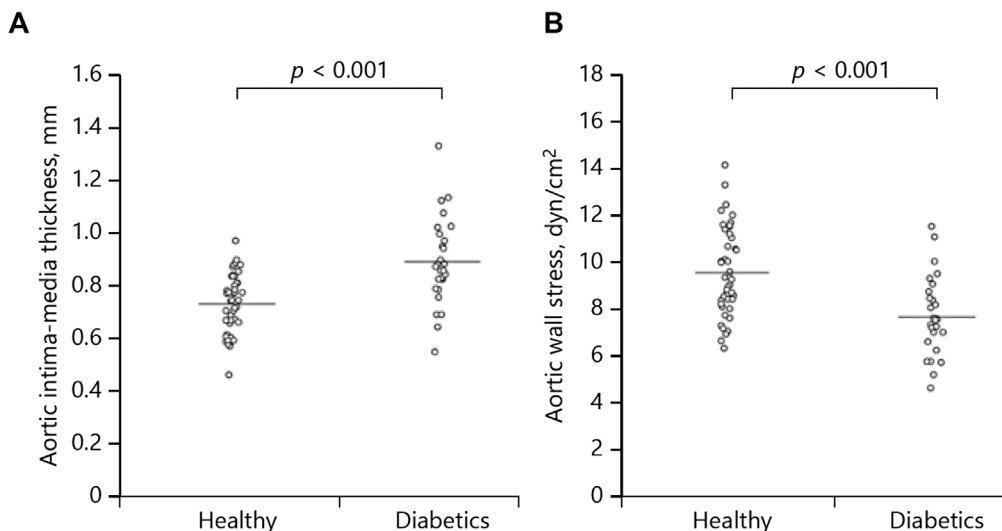 A
p < 0.001
Aortic intima-media thickness, mm
1.6
1.4
1.2
1.0
0.8
0.6
0.4
0.2
0
Healthy
Diabetics
B
p < 0.001
Aortic wall stress, dyn/cm²
18
16
14
12
10
8
6
4
2
0
Healthy
Diabetics